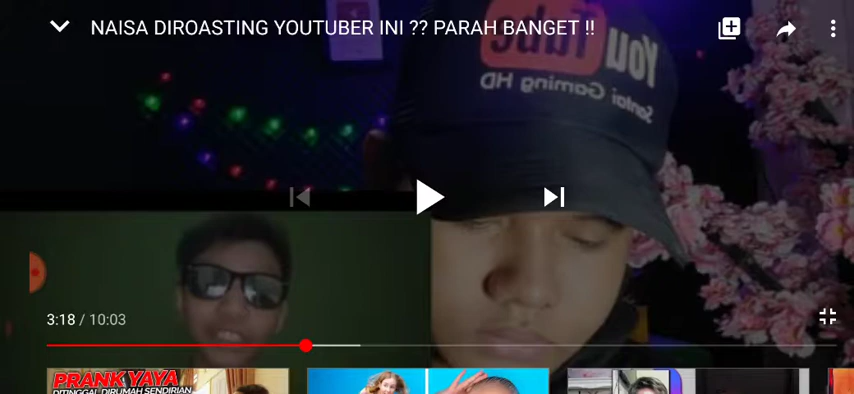 NAISA DIROASTING YOUTUBER INI ?? PARAH BANGET !!
YouTube
Santai Gaming HD
3:18 / 10:03
PRANK YAYA
DITINGGAL DIRUMAH SENDIRIAN